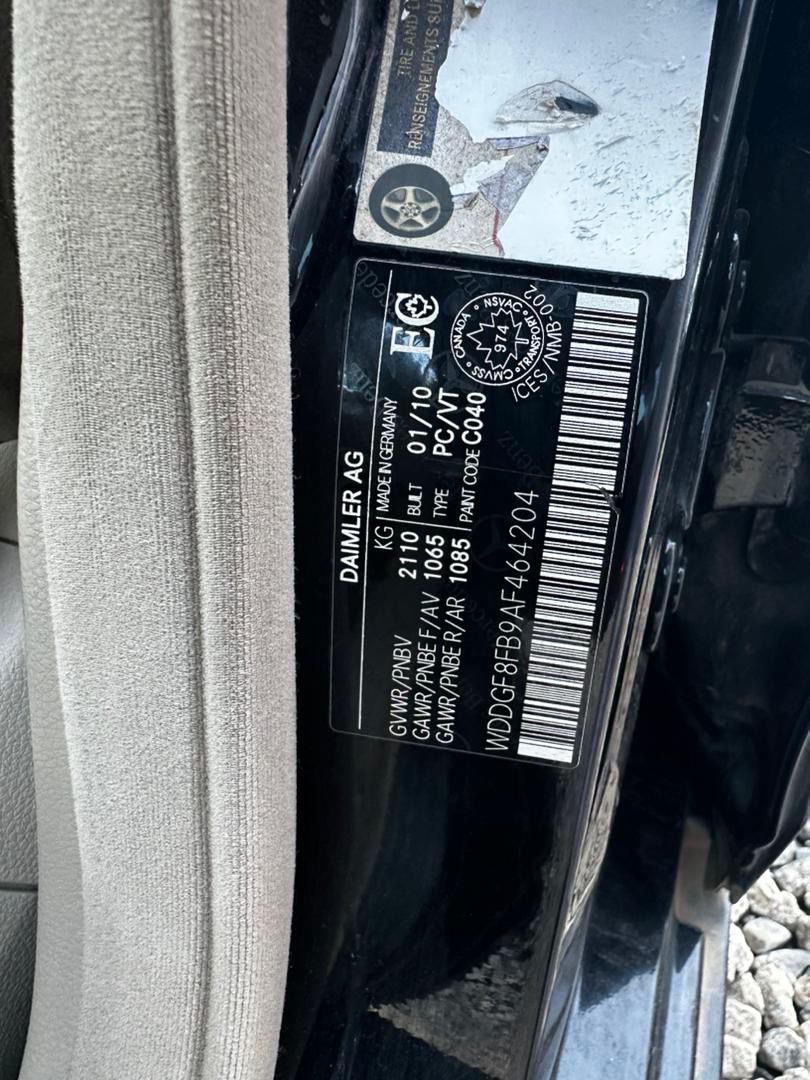 TIRE AND
RENSEIGNEMENTS SU
DAIMLER AG
KG
MADE IN GERMANY
GVWR/PNBV 2110
BUILT 01/10
GAWR/PNBE F/AV 1065
TYPE PC/VT
GAWR/PNBE R/AR 1085
PAINT CODE C040
EC
CANADA
NSVAC
TRANSPORT
CMVSS
974
ICES/NMB-002
WDDGF8FB9AF464204